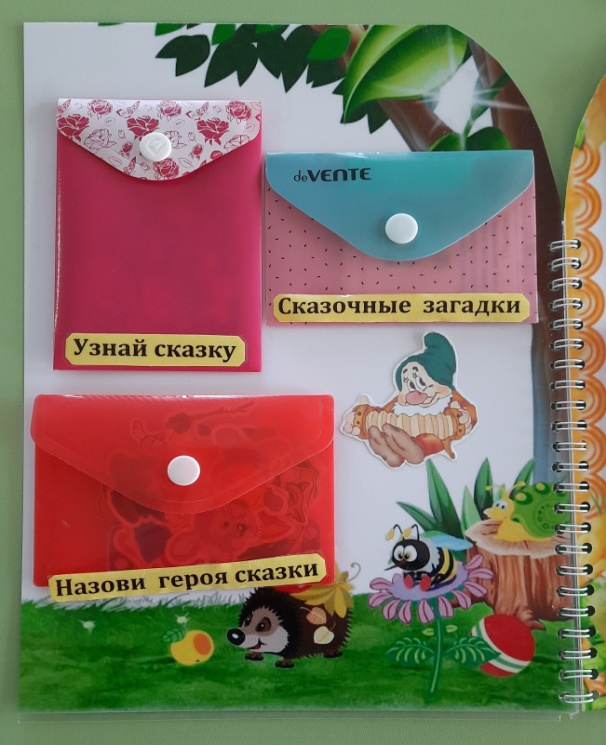 deVENTE
Сказочные загадки
Узнай сказку
Назови героя сказки